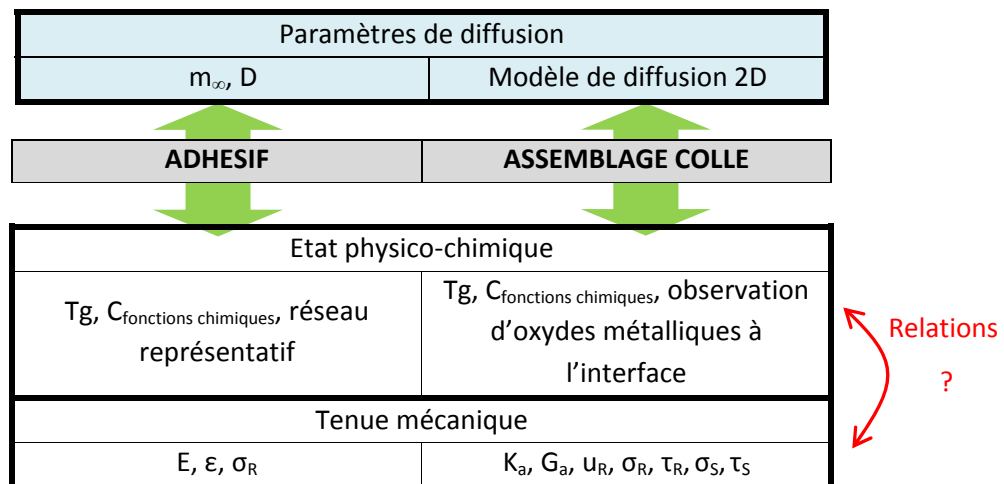 Paramètres de diffusion
m∞, D
Modèle de diffusion 2D
ADHESIF
ASSEMBLAGE COLLE
Etat physico-chimique
Tg, Cfonctions chimiques, réseau
représentatif
Tg, Cfonctions chimiques, observation
d’oxydes métalliques à
l’interface
Relations
?
Tenue mécanique
E, ε, σR
Ka, Ga, uR, σR, τR, σS, τS